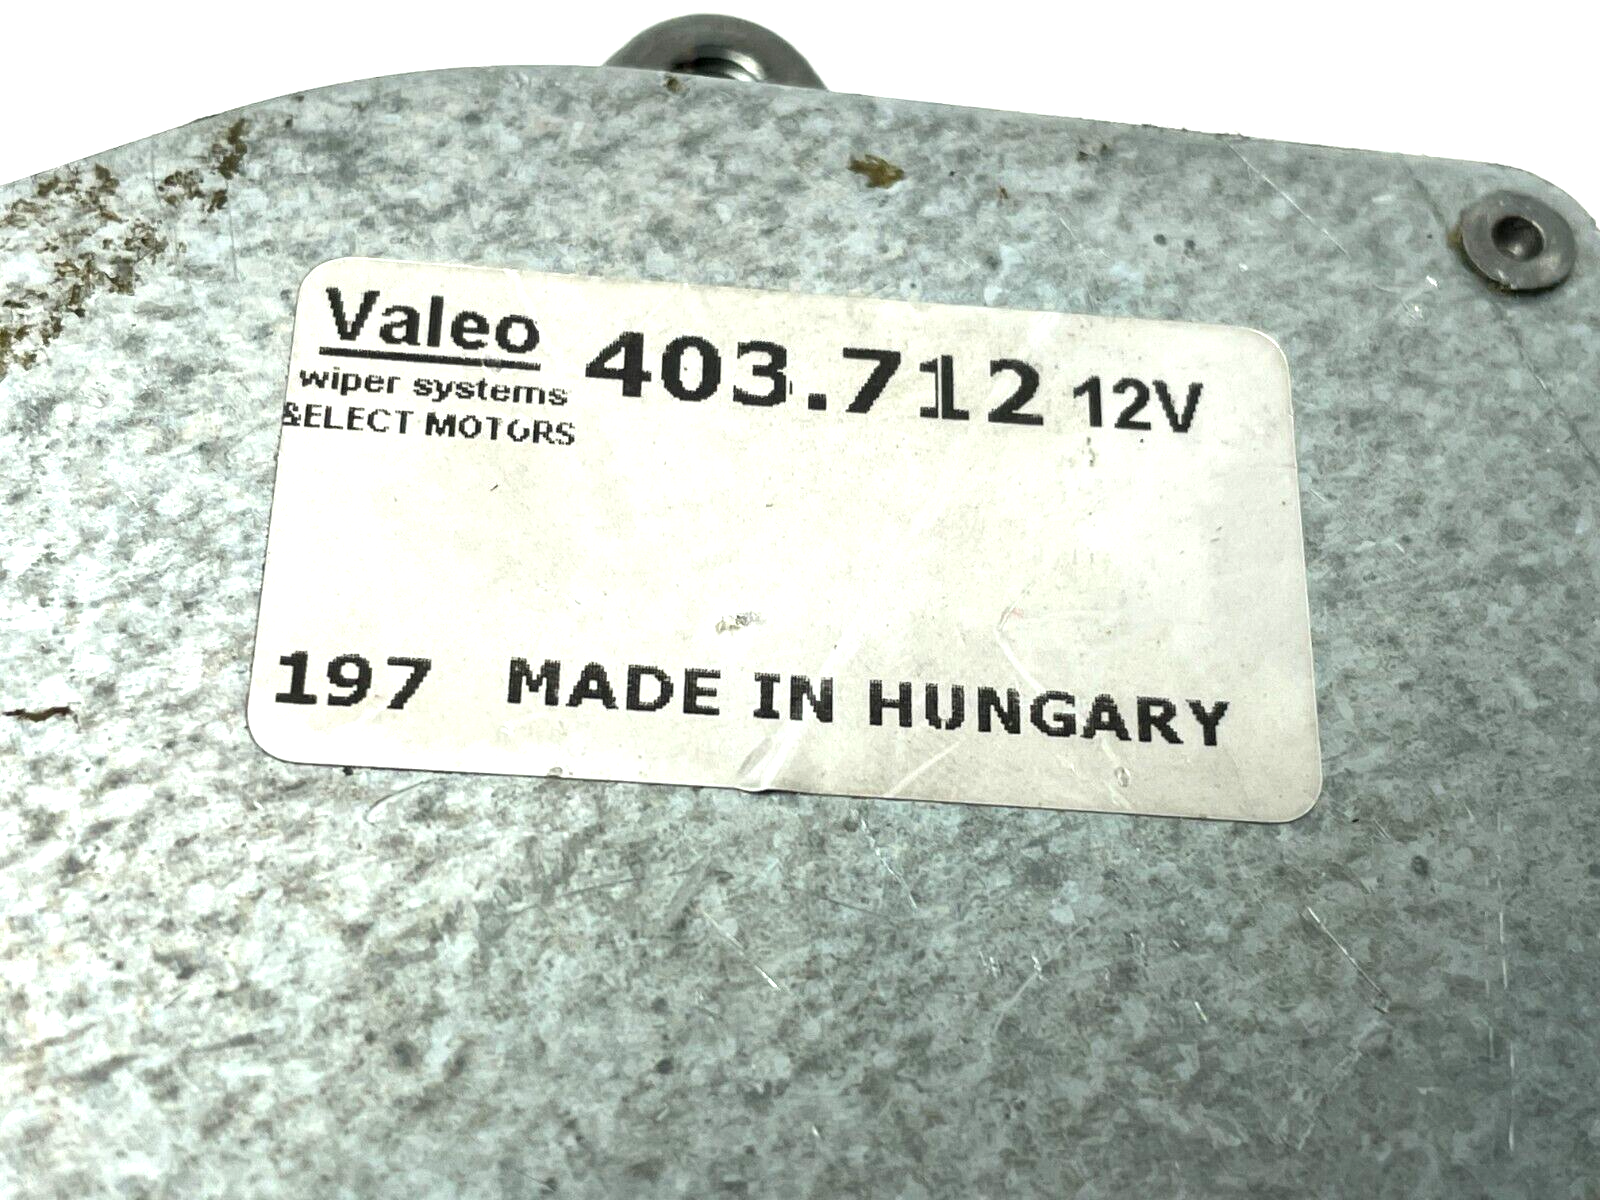 Valeo 403.712 12V
wiper systems
&ELECT MOTORS
197 MADE IN HUNGARY